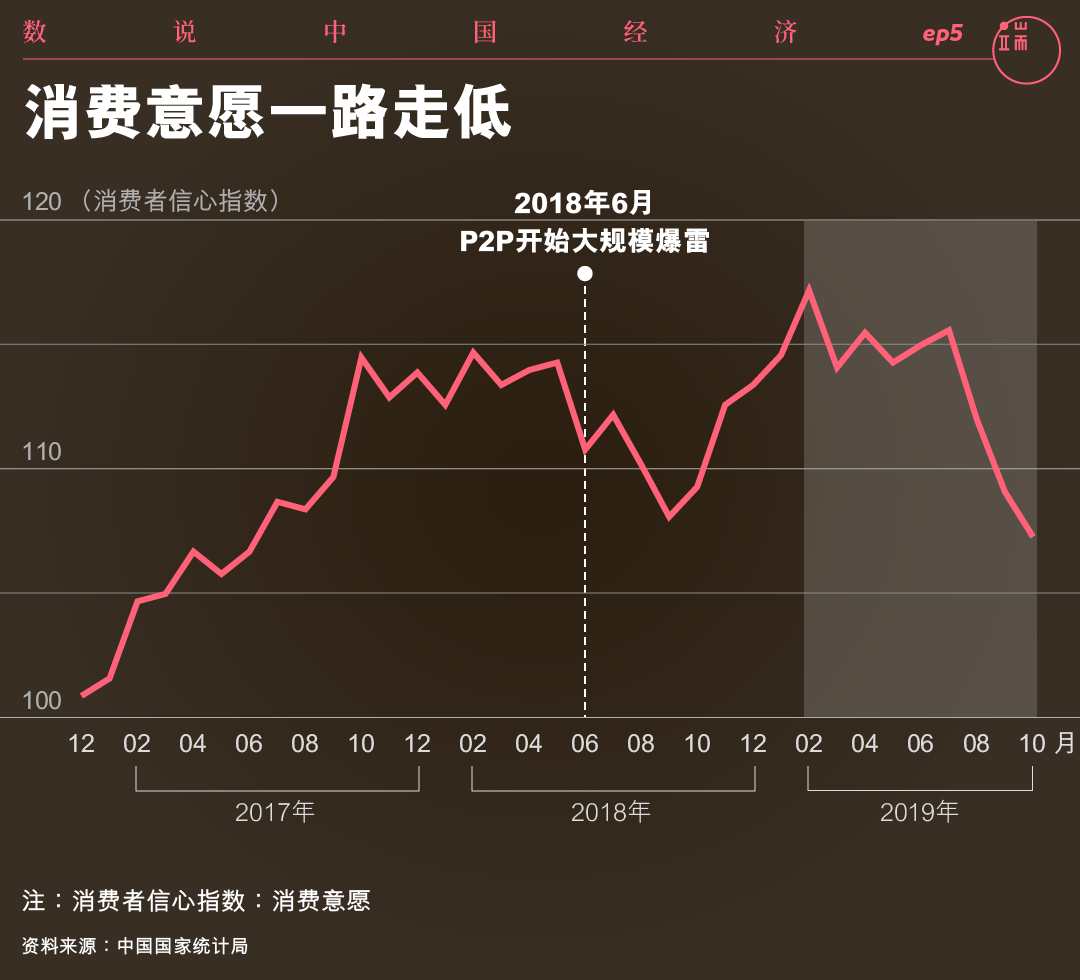 数说中国经济 ep5 端
消费意愿一路走低
120 （消费者信心指数）
2018年6月
P2P开始大规模爆雷
110
100
12 02 04 06 08 10 12 02 04 06 08 10 12 02 04 06 08 10 月
2017年 2018年 2019年
注：消费者信心指数：消费意愿
资料来源：中国国家统计局